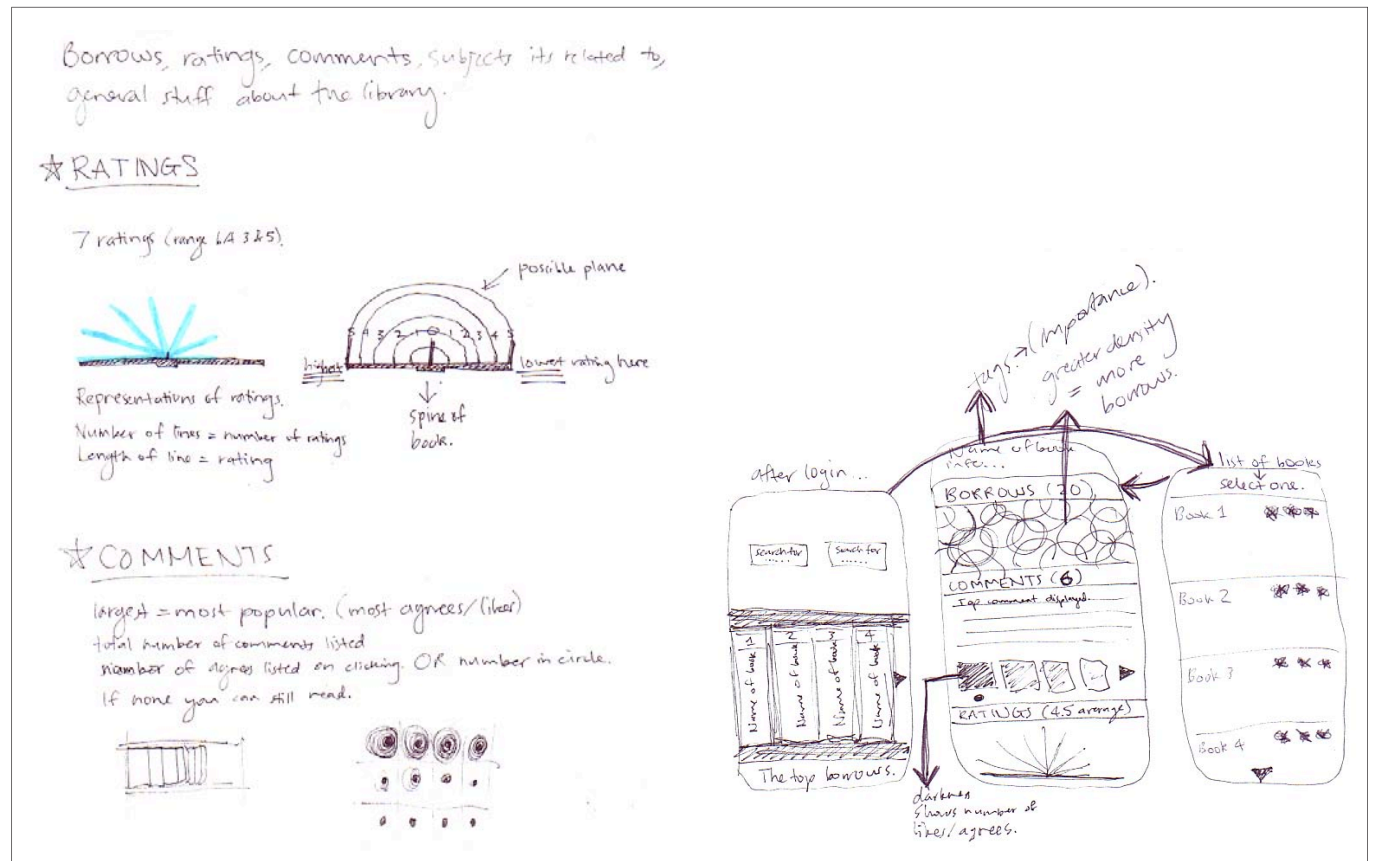 Borrows, ratings, comments, subjects its related to,
general stuff about the library.
☆ RATINGS
7 ratings (range 3 & 5).
possible plane
5 4 3 2 1 0 1 2 3 4 5
highest
lowest rating here
spine of
book.
Representations of ratings.
Number of lines = number of ratings
Length of line = rating
☆ COMMENTS
largest = most popular. (most agrees/likes)
total number of comments listed
number of agrees listed on clicking. OR number in circle.
If none you can still read.
tags → (importance).
greater density
= more
borrows.
after login...
search for
......
search for
......
1 2 3 4
Name of book
Name of book
Name of book
Name of book
The top borrows.
Name of book
info...
BORROWS (20)
COMMENTS (6)
Top comment displayed.
RATINGS (4.5 average)
darkness
shows number of
likes/agrees.
list of books
select one.
Book 1
Book 2
Book 3
Book 4